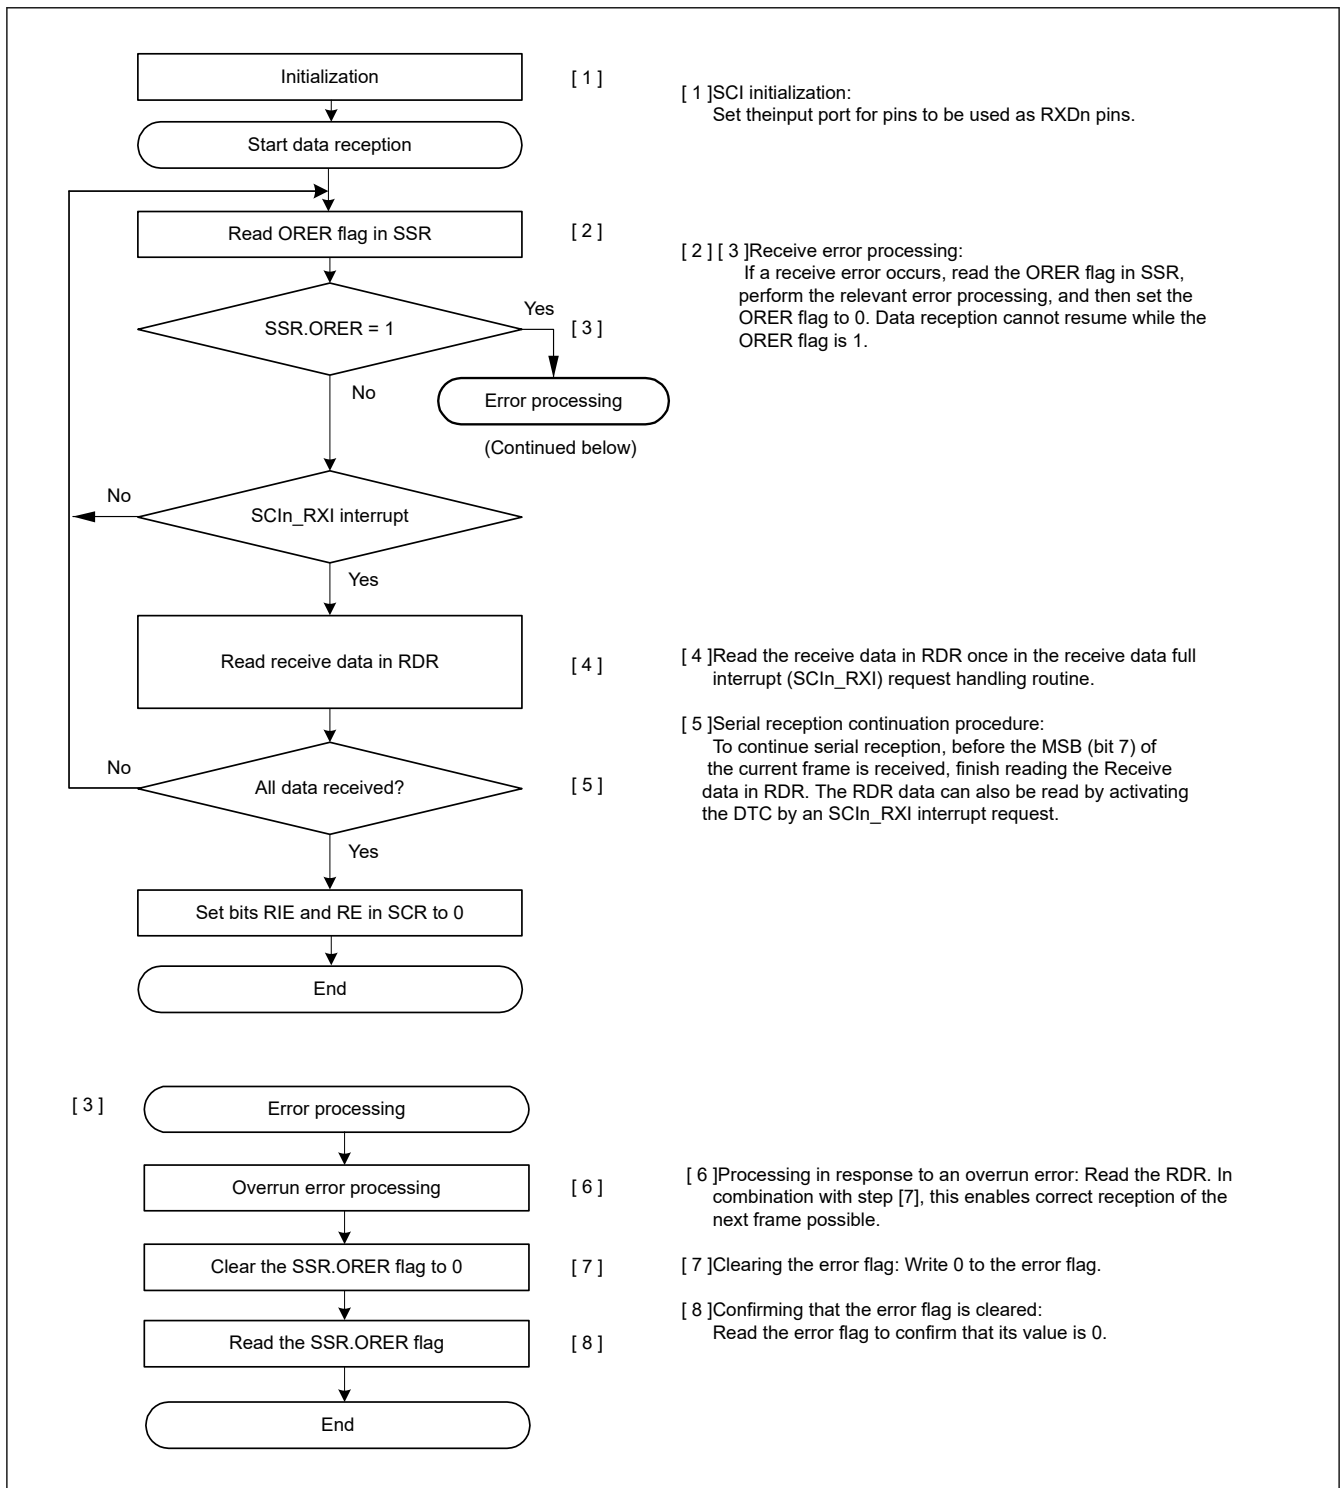 Initialization
[ 1 ]
[ 1 ]SCI initialization:
Set theinput port for pins to be used as RXDn pins.
Start data reception
Read ORER flag in SSR
[ 2 ]
[ 2 ] [ 3 ]Receive error processing:
If a receive error occurs, read the ORER flag in SSR,
perform the relevant error processing, and then set the
ORER flag to 0. Data reception cannot resume while the
ORER flag is 1.
SSR.ORER = 1
Yes
[ 3 ]
No
Error processing
(Continued below)
No
SCIn_RXI interrupt
Yes
Read receive data in RDR
[ 4 ]
[ 4 ]Read the receive data in RDR once in the receive data full
interrupt (SCIn_RXI) request handling routine.
[ 5 ]Serial reception continuation procedure:
To continue serial reception, before the MSB (bit 7) of
the current frame is received, finish reading the Receive
data in RDR. The RDR data can also be read by activating
the DTC by an SCIn_RXI interrupt request.
No
All data received?
[ 5 ]
Yes
Set bits RIE and RE in SCR to 0
End
[ 3 ]
Error processing
Overrun error processing
[ 6 ]
[ 6 ]Processing in response to an overrun error: Read the RDR. In
combination with step [7], this enables correct reception of the
next frame possible.
Clear the SSR.ORER flag to 0
[ 7 ]
[ 7 ]Clearing the error flag: Write 0 to the error flag.
Read the SSR.ORER flag
[ 8 ]
[ 8 ]Confirming that the error flag is cleared:
Read the error flag to confirm that its value is 0.
End